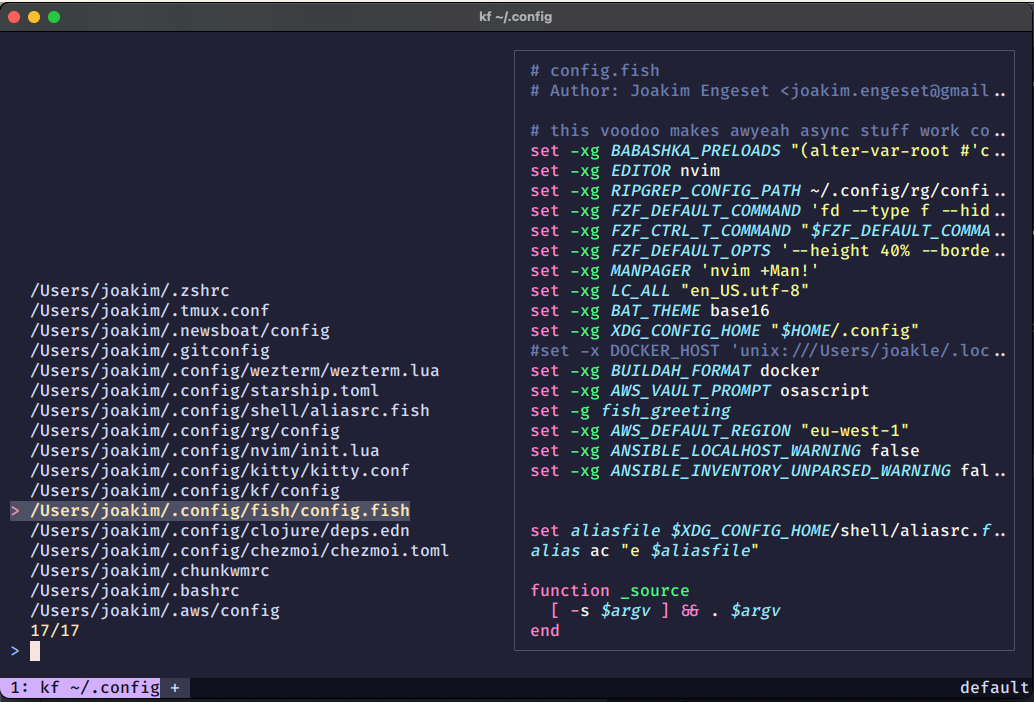 kf ~/.config
/Users/joakim/.zshrc
/Users/joakim/.tmux.conf
/Users/joakim/.newsboat/config
/Users/joakim/.gitconfig
/Users/joakim/.config/wezterm/wezterm.lua
/Users/joakim/.config/starship.toml
/Users/joakim/.config/shell/aliasrc.fish
/Users/joakim/.config/rg/config
/Users/joakim/.config/nvim/init.lua
/Users/joakim/.config/kitty/kitty.conf
/Users/joakim/.config/kf/config
> /Users/joakim/.config/fish/config.fish
/Users/joakim/.config/clojure/deps.edn
/Users/joakim/.config/chezmoi/chezmoi.toml
/Users/joakim/.chunkwmrc
/Users/joakim/.bashrc
/Users/joakim/.aws/config
17/17
>
# config.fish
# Author: Joakim Engeset <joakim.engeset@gmail..
# this voodoo makes awyeah async stuff work co..
set -xg BABASHKA_PRELOADS "(alter-var-root #'c..
set -xg EDITOR nvim
set -xg RIPGREP_CONFIG_PATH ~/.config/rg/confi..
set -xg FZF_DEFAULT_COMMAND 'fd --type f --hid..
set -xg FZF_CTRL_T_COMMAND "$FZF_DEFAULT_COMMA..
set -xg FZF_DEFAULT_OPTS '--height 40% --borde..
set -xg MANPAGER 'nvim +Man!'
set -xg LC_ALL "en_US.utf-8"
set -xg BAT_THEME base16
set -xg XDG_CONFIG_HOME "$HOME/.config"
#set -x DOCKER_HOST 'unix:///Users/joakle/.loc..
set -xg BUILDAH_FORMAT docker
set -xg AWS_VAULT_PROMPT osascript
set -g fish_greeting
set -xg AWS_DEFAULT_REGION "eu-west-1"
set -xg ANSIBLE_LOCALHOST_WARNING false
set -xg ANSIBLE_INVENTORY_UNPARSED_WARNING fal..
set aliasfile $XDG_CONFIG_HOME/shell/aliasrc.f..
alias ac "e $aliasfile"
function _source
[ -s $argv ] && . $argv
end
1: kf ~/.config +
default